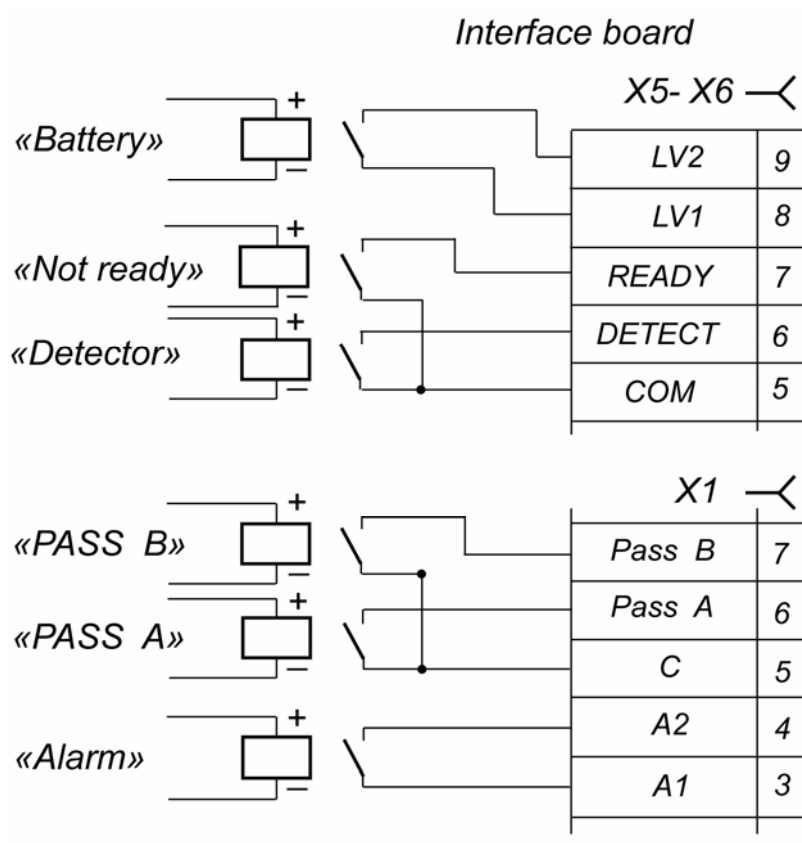 Interface board
X5- X6
+
«Battery»
–
LV2 9
LV1 8
+
«Not ready»
–
READY 7
+
«Detector»
–
DETECT 6
COM 5
X1
+
«PASS B»
–
Pass B 7
+
«PASS A»
–
Pass A 6
C 5
+
«Alarm»
–
A2 4
A1 3